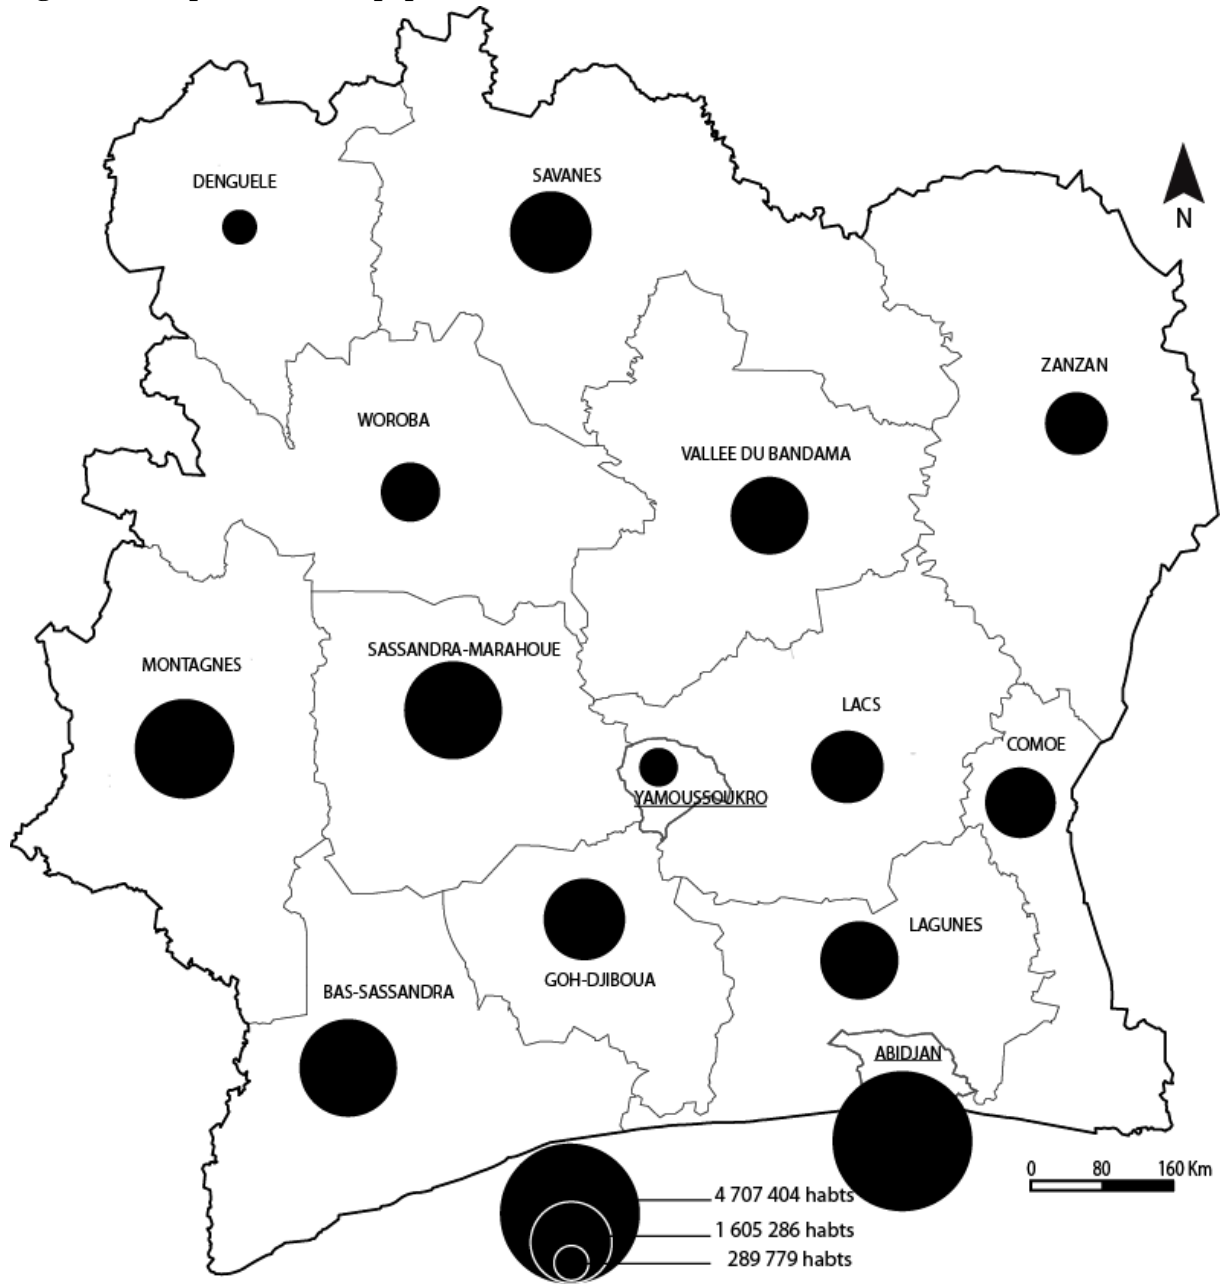 SAVANES
DENGUELE
N
ZANZAN
WOROBA
VALLEE DU BANDAMA
SASSANDRA-MARAHOUE
MONTAGNES
LACS
COMOE
YAMOUSSOUKRO
LAGUNES
GOH-DJIBOUA
BAS-SASSANDRA
ABIDJAN
0 80 160 Km
4 707 404 habts
1 605 286 habts
289 779 habts